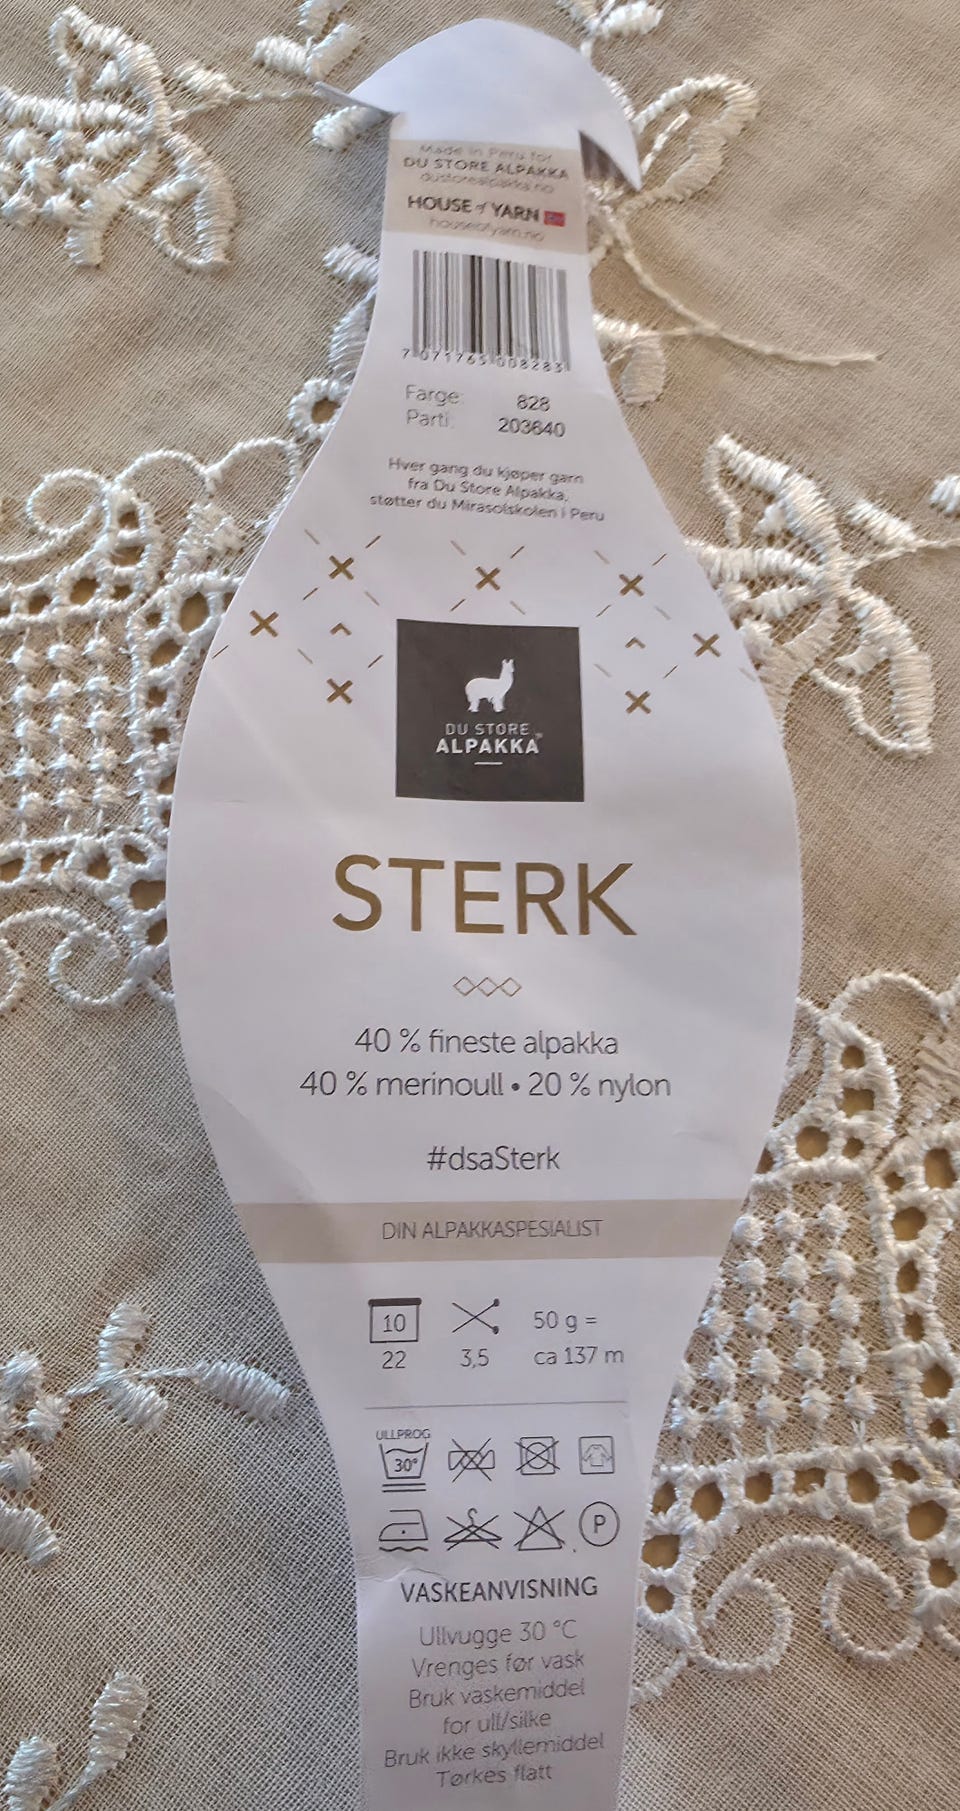 Made in Peru for
DU STORE ALPAKKA
dustorealpakka.no
HOUSE of YARN
houseofyarn.no
7 071765 008283
Farge: 828
Parti: 203640
Hver gang du kjøper garn
fra Du Store Alpakka,
støtter du Mirasolskolen i Peru
DU STORE
ALPAKKA™
STERK
40 % fineste alpakka
40 % merinoull • 20 % nylon
#dsaSterk
DIN ALPAKKASPESIALIST
10 50 g =
22 3,5 ca 137 m
ULLPROG
30°
P
VASKEANVISNING
Ullvugge 30 °C
Vrenges før vask
Bruk vaskemiddel
for ull/silke
Bruk ikke skyllemiddel
Tørkes flatt